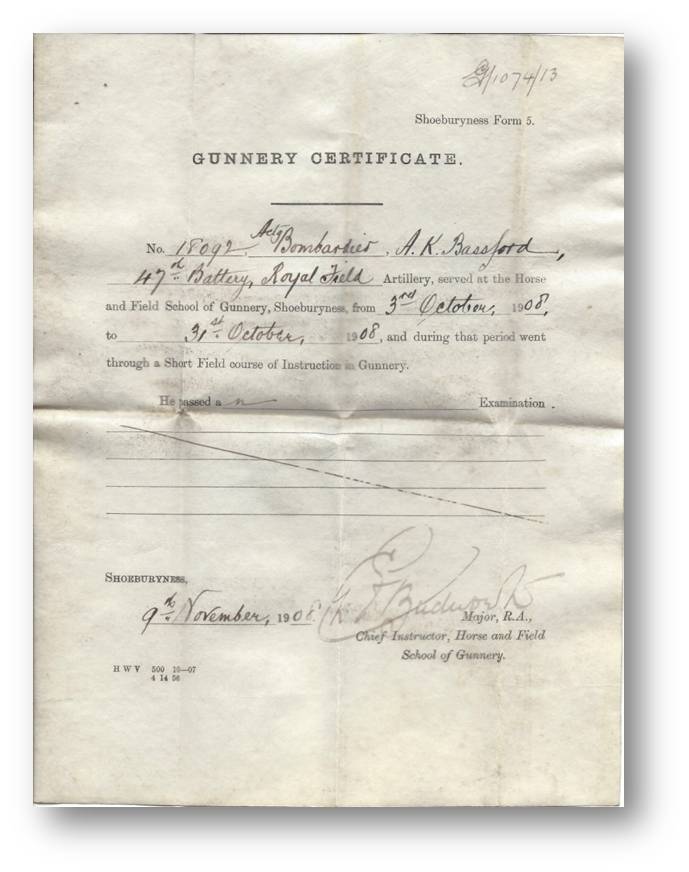 /1074/13
Shoeburyness Form 5.
GUNNERY CERTIFICATE.
No. 18092, Actg Bombardier, A. K. Bassford,
47th Battery, Royal Field Artillery, served at the Horse
and Field School of Gunnery, Shoeburyness, from 3rd October, 1908,
to 31st October, 1908, and during that period went
through a Short Field course of Instruction in Gunnery.
He passed a n Examination.
SHOEBURYNESS,
9th November, 1908. Budworth
Major, R.A.,
Chief Instructor, Horse and Field
School of Gunnery.
H W V 500 10—07
4 14 56